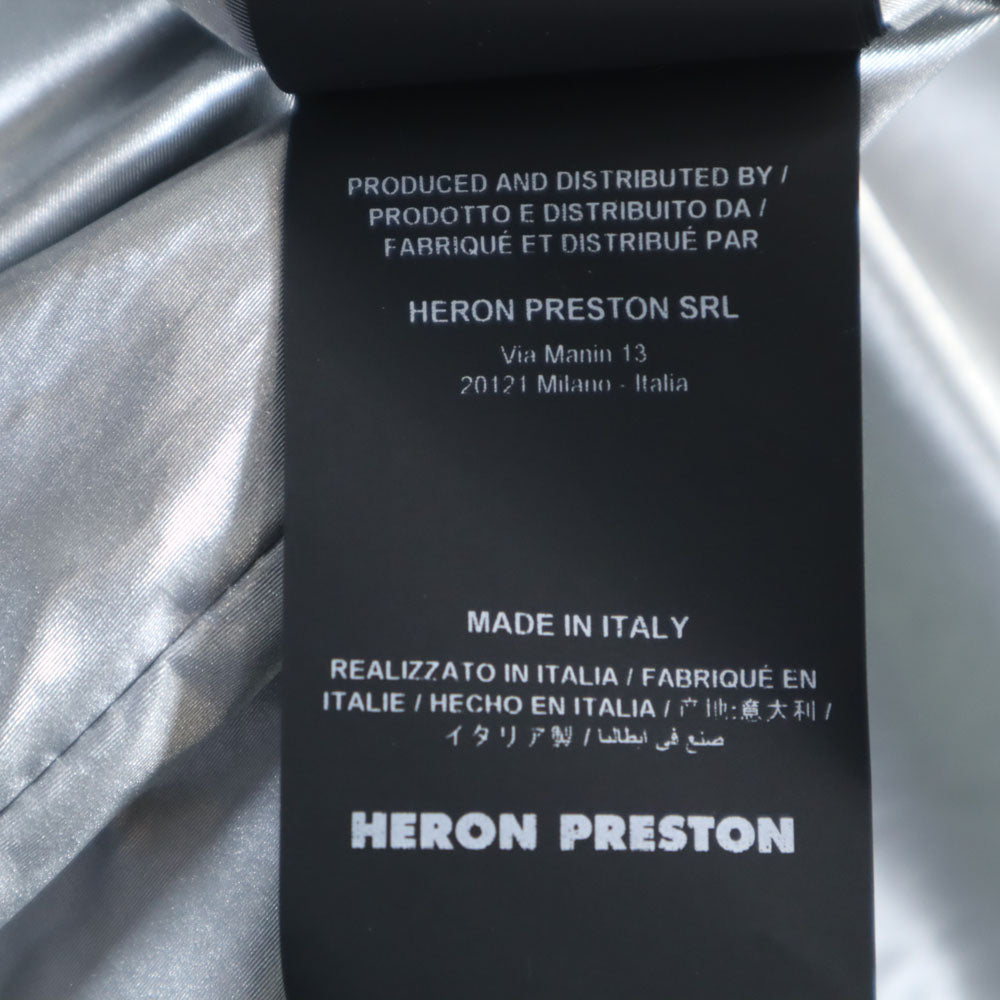 PRODUCED AND DISTRIBUTED BY /
PRODOTTO E DISTRIBUITO DA /
FABRIQUÉ ET DISTRIBUÉ PAR
HERON PRESTON SRL
Via Manin 13
20121 Milano - Italia
MADE IN ITALY
REALIZZATO IN ITALIA / FABRIQUÉ EN
ITALIE / HECHO EN ITALIA / 产地:意大利 /
イタリア製 / صنع في ايطاليا
HERON PRESTON